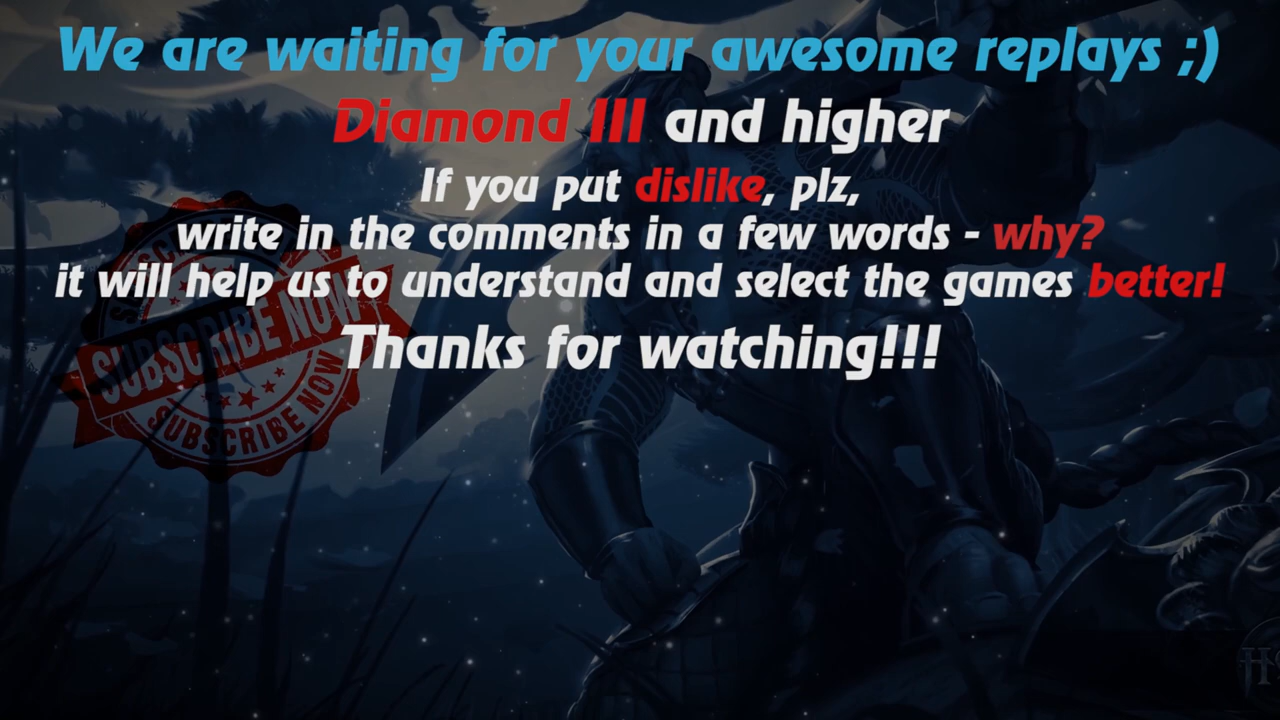 We are waiting for your awesome replays ;)
Diamond III and higher
If you put dislike, plz,
write in the comments in a few words - why?
it will help us to understand and select the games better!
Thanks for watching!!!
SUBSCRIBE NOW
SUBSCRIBE NOW